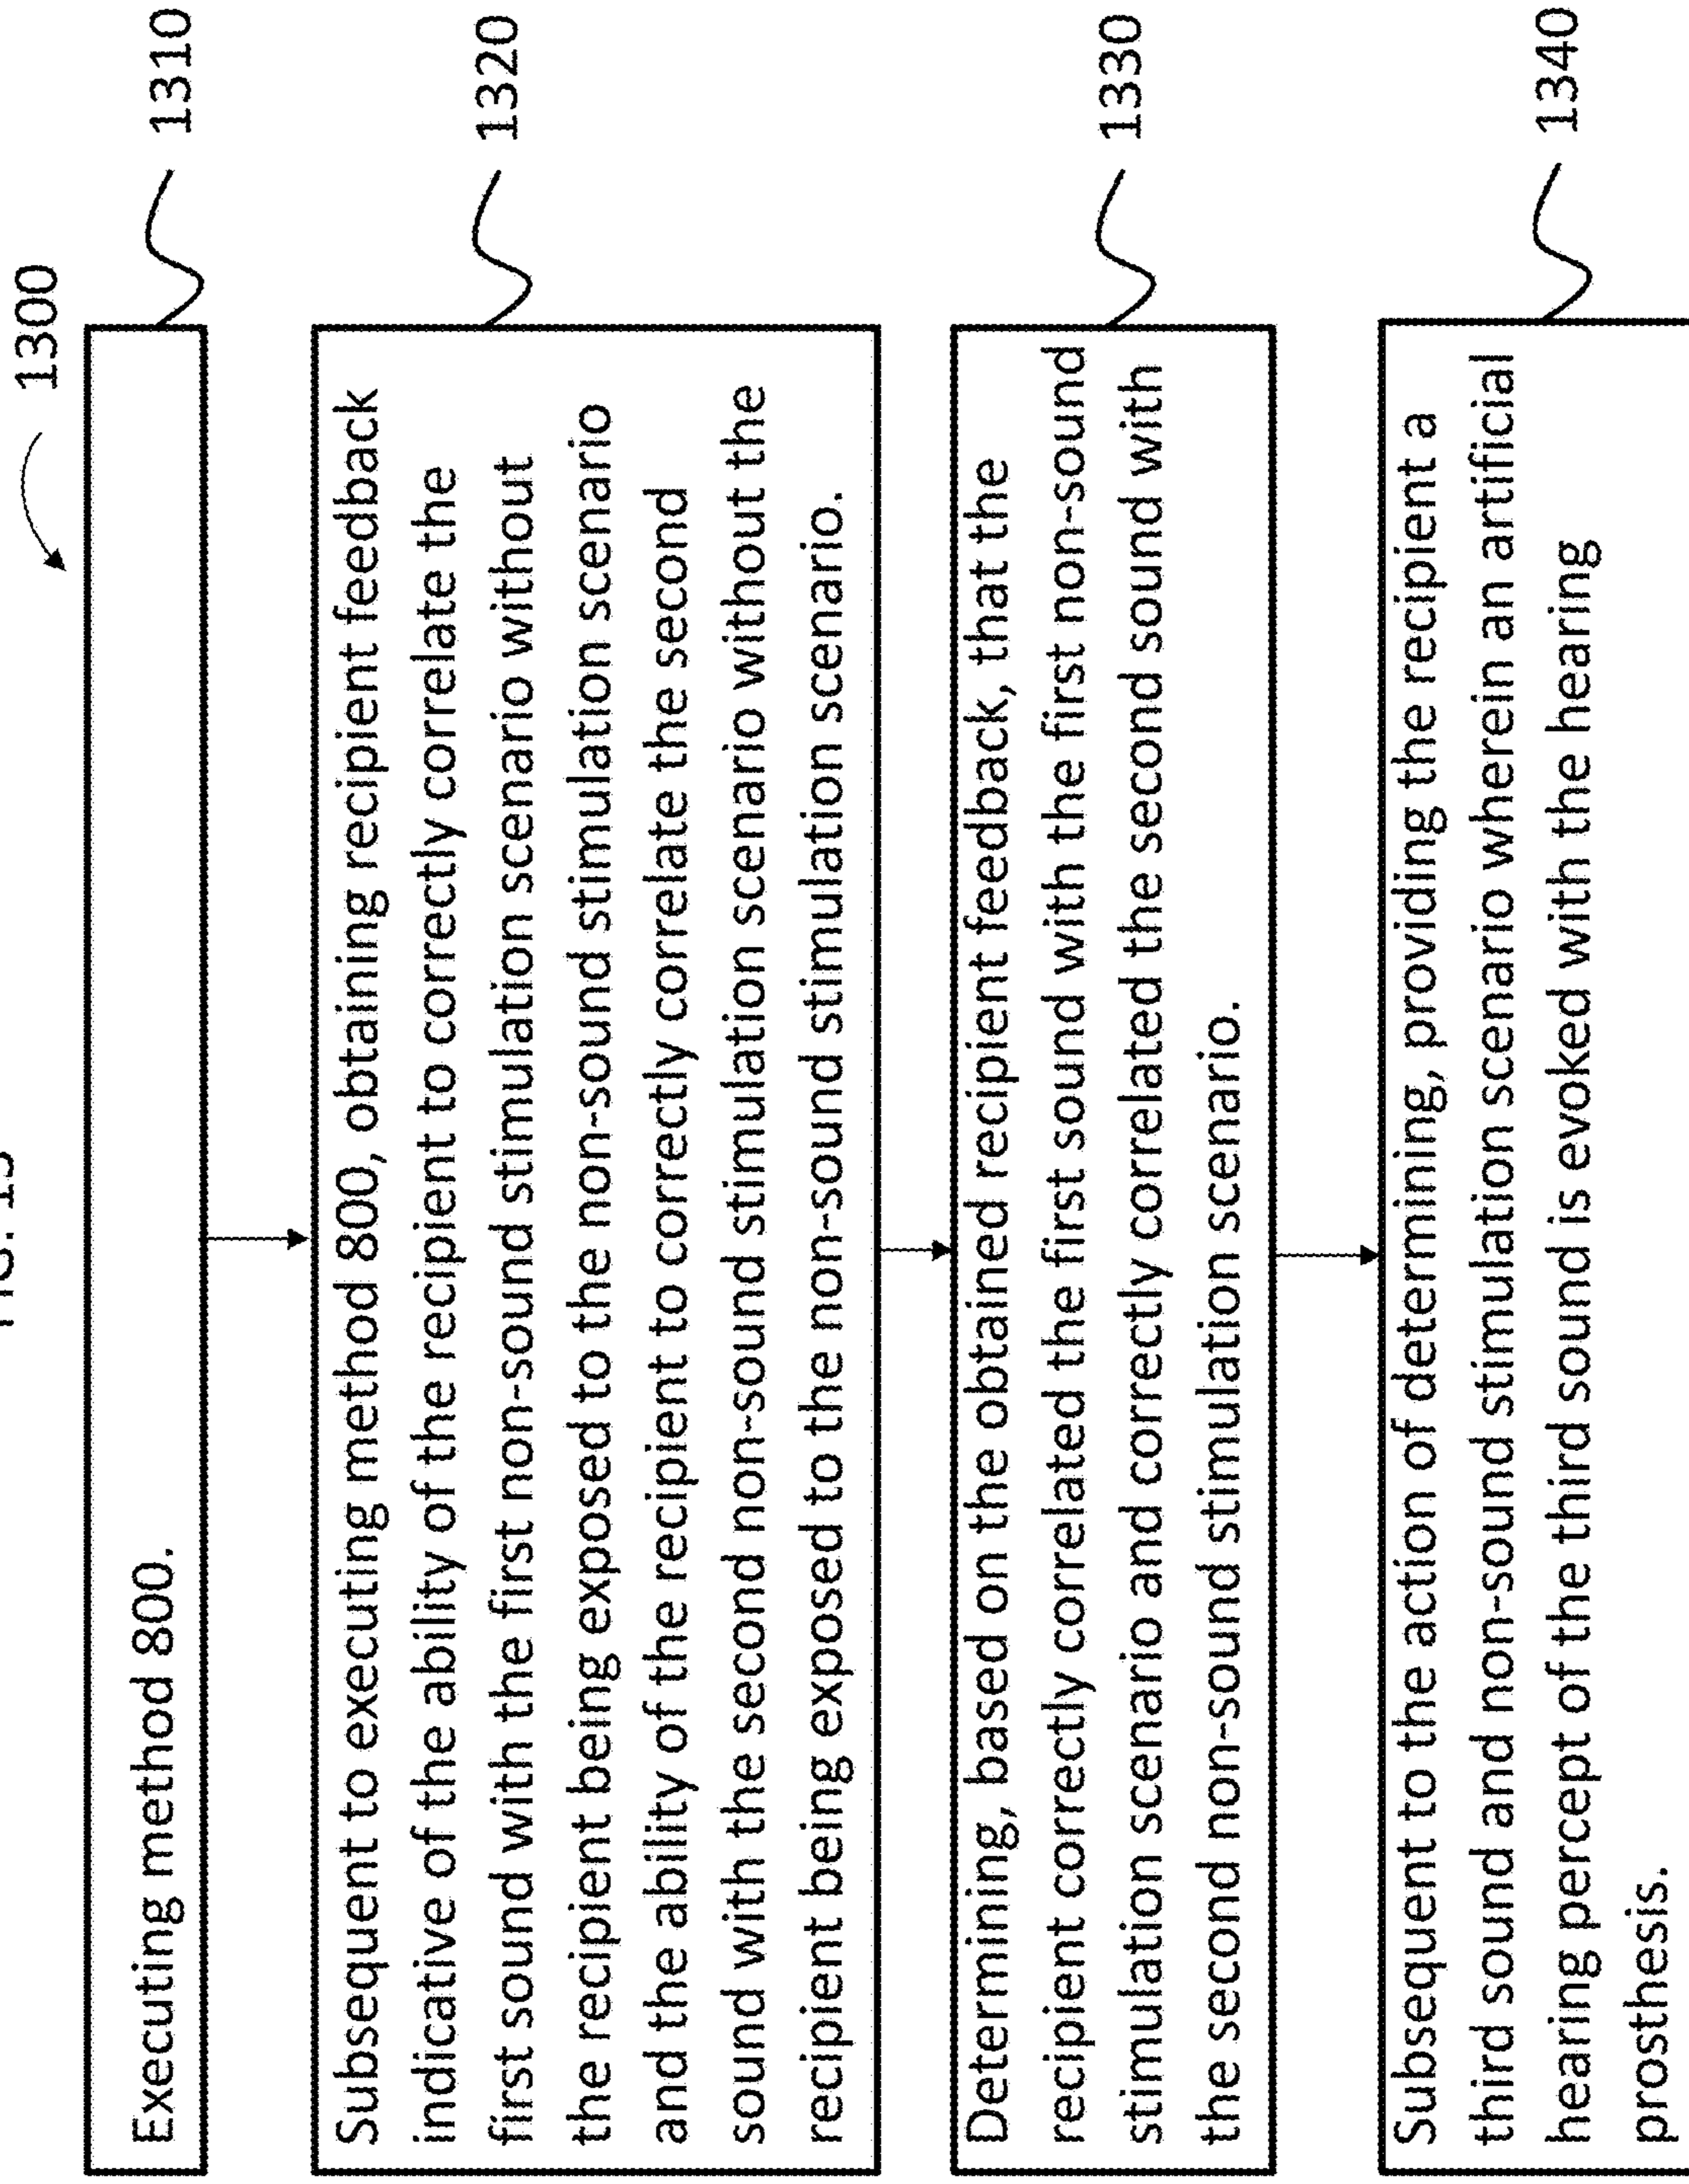 1300
Executing method 800.
1310
Subsequent to executing method 800, obtaining recipient feedback
indicative of the ability of the recipient to correctly correlate the
first sound with the first non-sound stimulation scenario without
the recipient being exposed to the non-sound stimulation scenario
and the ability of the recipient to correctly correlate the second
sound with the second non-sound stimulation scenario without the
recipient being exposed to the non-sound stimulation scenario.
1320
Determining, based on the obtained recipient feedback, that the
recipient correctly correlated the first sound with the first non-sound
stimulation scenario and correctly correlated the second sound with
the second non-sound stimulation scenario.
1330
Subsequent to the action of determining, providing the recipient a
third sound and non-sound stimulation scenario wherein an artificial
hearing percept of the third sound is evoked with the hearing
prosthesis.
1340